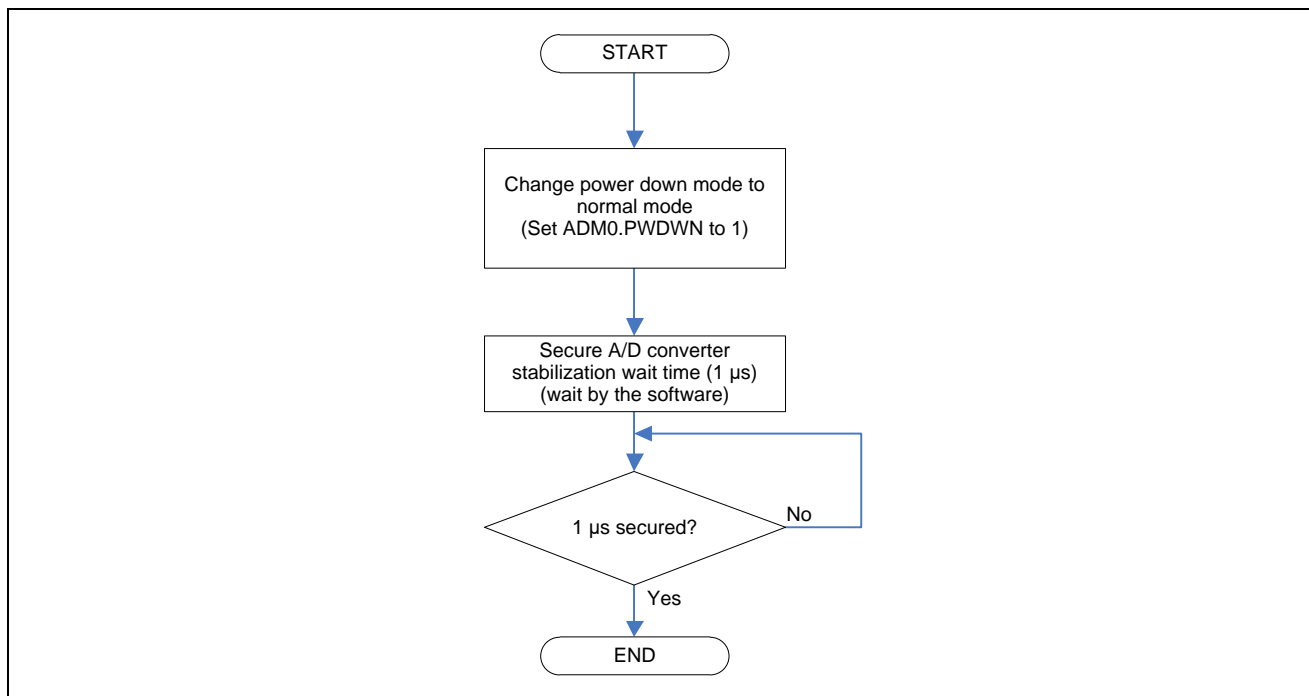 START
Change power down mode to
normal mode
(Set ADM0.PWDWN to 1)
Secure A/D converter
stabilization wait time (1 µs)
(wait by the software)
1 µs secured?
No
Yes
END